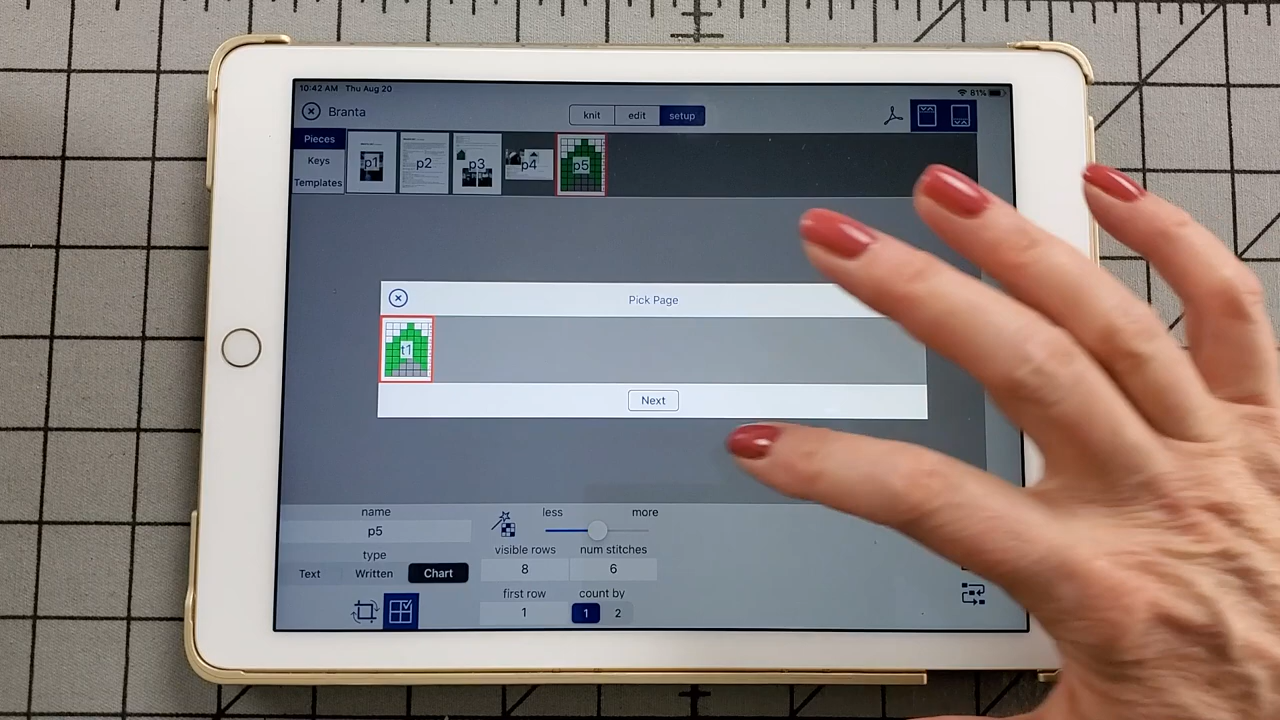 10:42 AM Thu Aug 20
81%
Branta
knit edit setup
Pieces
Keys
Templates
p1 p2 p3 p4 p5
Pick Page
t1
Next
name
p5
type
Text Written Chart
less more
visible rows num stitches
8 6
first row count by
1 1 2